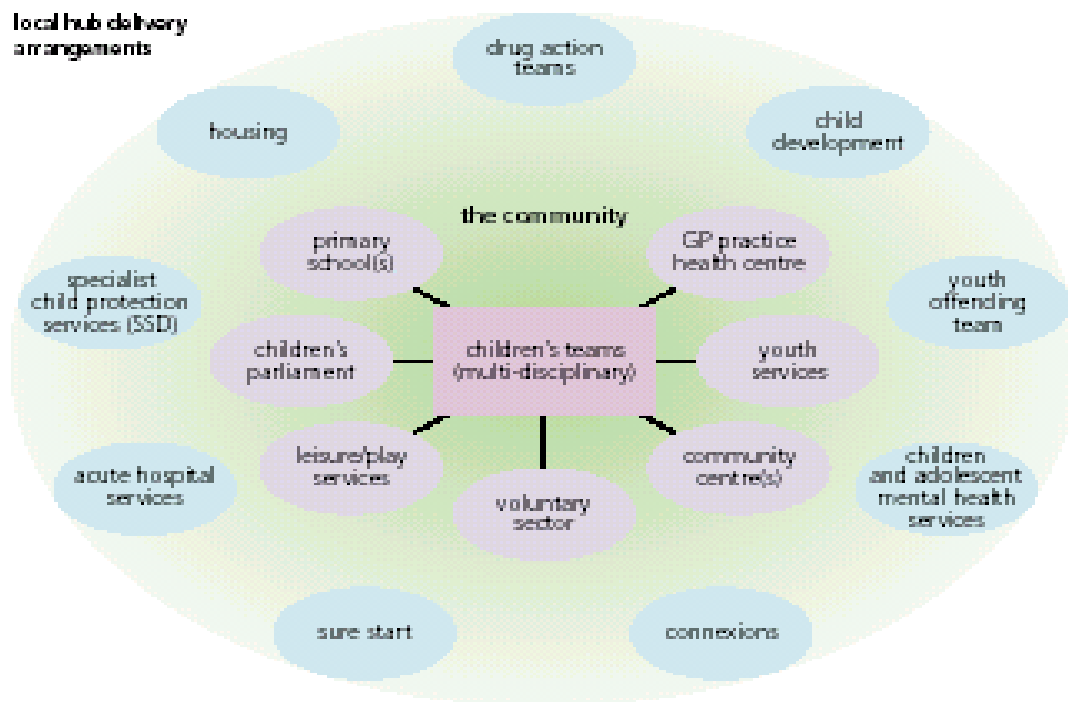 local hub delivery
arrangements
drug action
teams
housing
child
development
the community
primary
school(s)
GP practice
health centre
specialist
child protection
services (SSD)
youth
offending
team
children's
parliament
children's teams
(multi-disciplinary)
youth
services
leisure/play
services
community
centre(s)
acute hospital
services
voluntary
sector
children
and adolescent
mental health
services
sure start
connexions